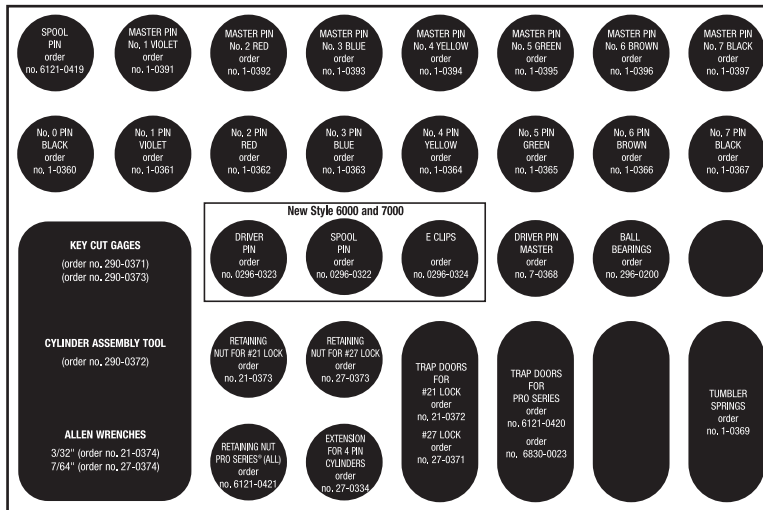 SPOOL
PIN
order
no. 6121-0419
MASTER PIN
No. 1 VIOLET
order
no. 1-0391
MASTER PIN
No. 2 RED
order
no. 1-0392
MASTER PIN
No. 3 BLUE
order
no. 1-0393
MASTER PIN
No. 4 YELLOW
order
no. 1-0394
MASTER PIN
No. 5 GREEN
order
no. 1-0395
MASTER PIN
No. 6 BROWN
order
no. 1-0396
MASTER PIN
No. 7 BLACK
order
no. 1-0397
No. 0 PIN
BLACK
order
no. 1-0360
No. 1 PIN
VIOLET
order
no. 1-0361
No. 2 PIN
RED
order
no. 1-0362
No. 3 PIN
BLUE
order
no. 1-0363
No. 4 PIN
YELLOW
order
no. 1-0364
No. 5 PIN
GREEN
order
no. 1-0365
No. 6 PIN
BROWN
order
no. 1-0366
No. 7 PIN
BLACK
order
no. 1-0367
KEY CUT GAGES
(order no. 290-0371)
(order no. 290-0373)
CYLINDER ASSEMBLY TOOL
(order no. 290-0372)
ALLEN WRENCHES
3/32" (order no. 21-0374)
7/64" (order no. 27-0374)
New Style 6000 and 7000
DRIVER
PIN
order
no. 0296-0323
SPOOL
PIN
order
no. 0296-0322
E CLIPS
order
no. 0296-0324
DRIVER PIN
MASTER
order
no. 7-0368
BALL
BEARINGS
order
no. 296-0200
RETAINING
NUT FOR #21 LOCK
order
no. 21-0373
RETAINING
NUT FOR #27 LOCK
order
no. 27-0373
RETAINING NUT
PRO SERIES® (ALL)
order
no. 6121-0421
EXTENSION
FOR 4 PIN
CYLINDERS
order
no. 27-0334
TRAP DOORS
FOR
#21 LOCK
order
no. 21-0372
#27 LOCK
order
no. 27-0371
TRAP DOORS
FOR
PRO SERIES
order
no.6121-0420
order
no. 6830-0023
TUMBLER
SPRINGS
order
no. 1-0369